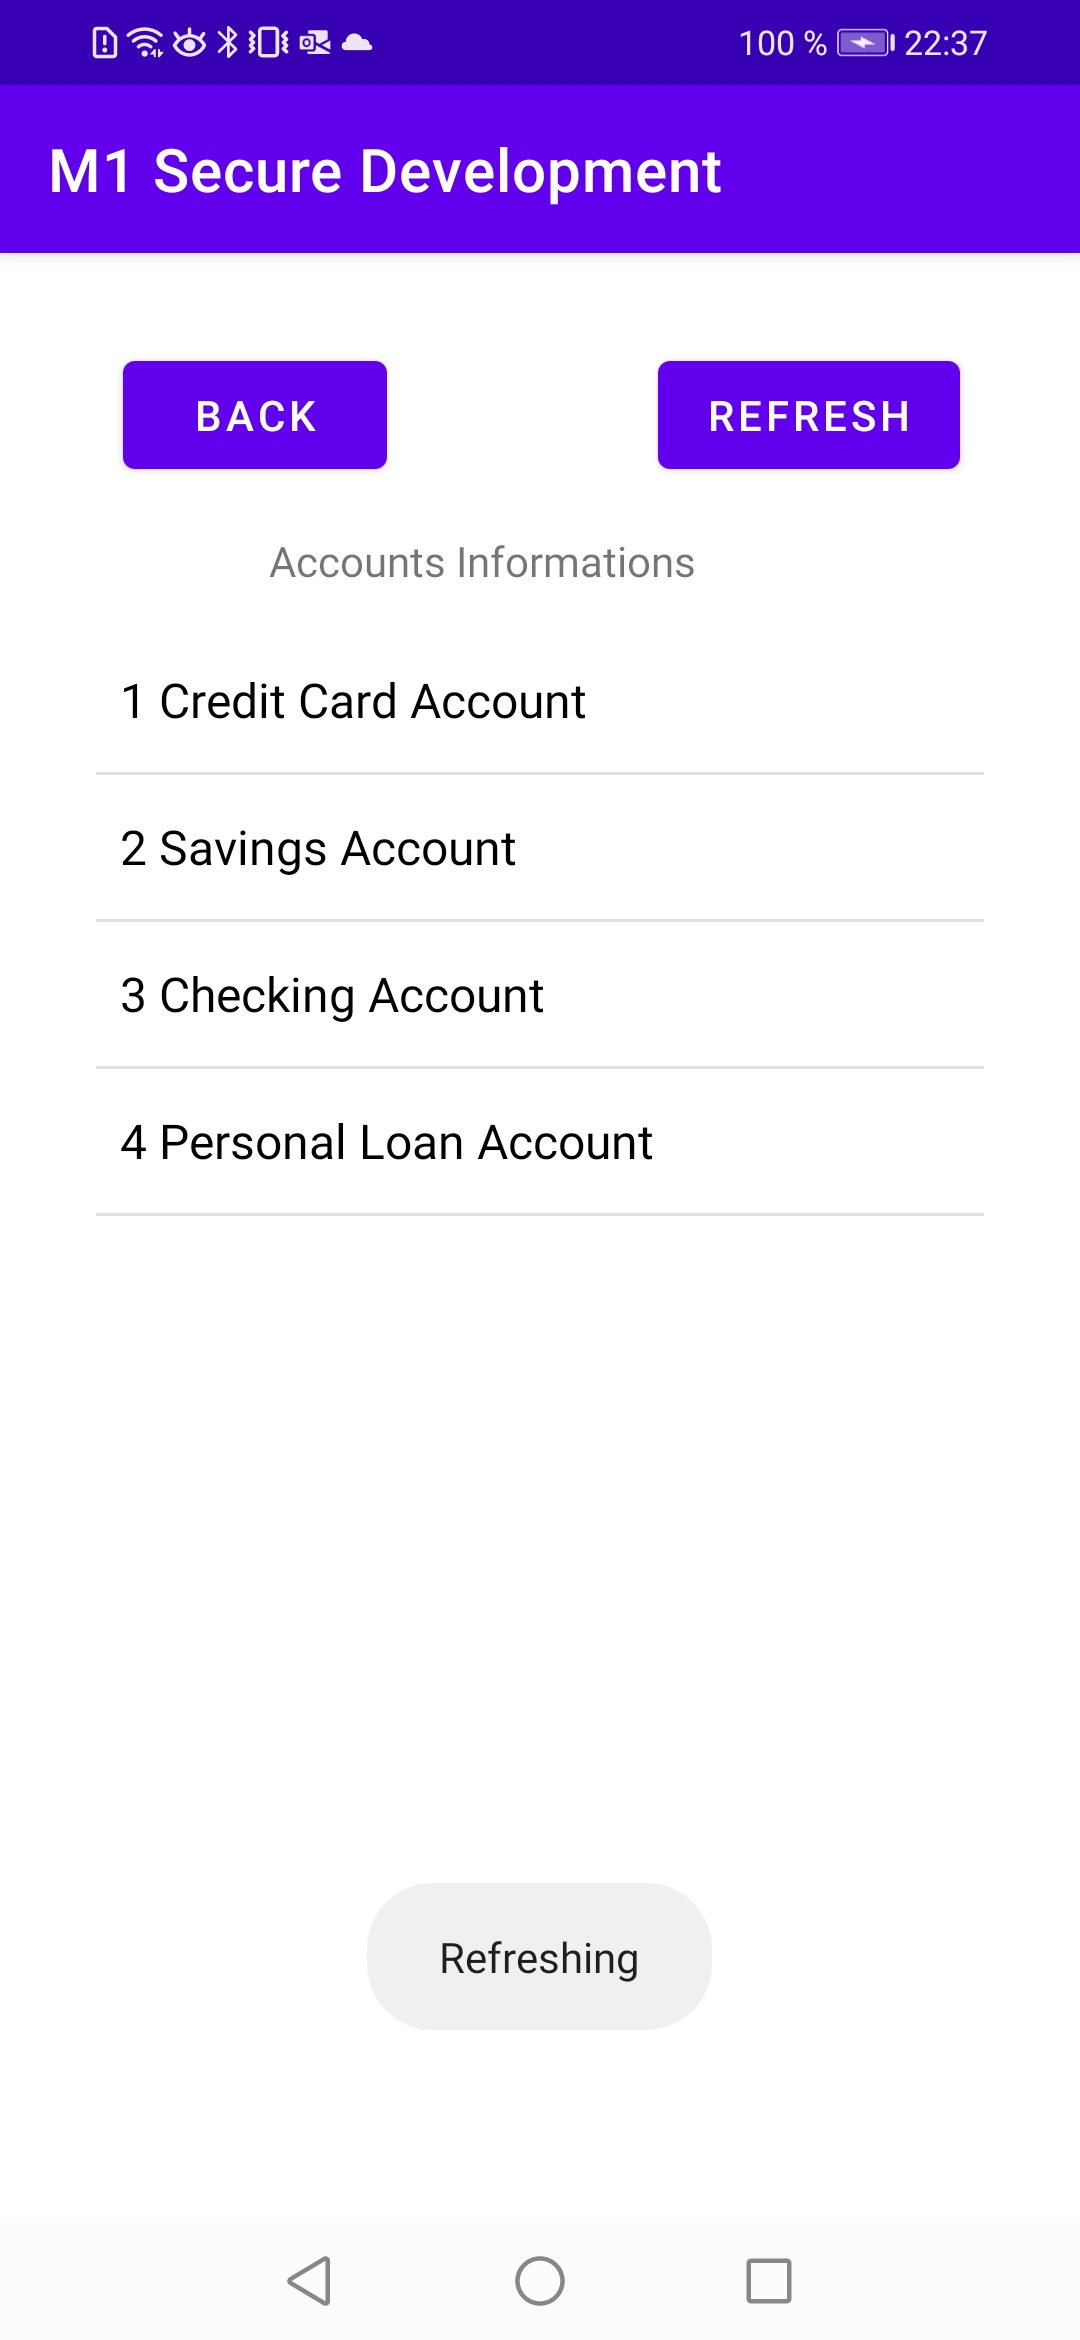 100 % 22:37
M1 Secure Development
BACK REFRESH
Accounts Informations
1 Credit Card Account
2 Savings Account
3 Checking Account
4 Personal Loan Account
Refreshing